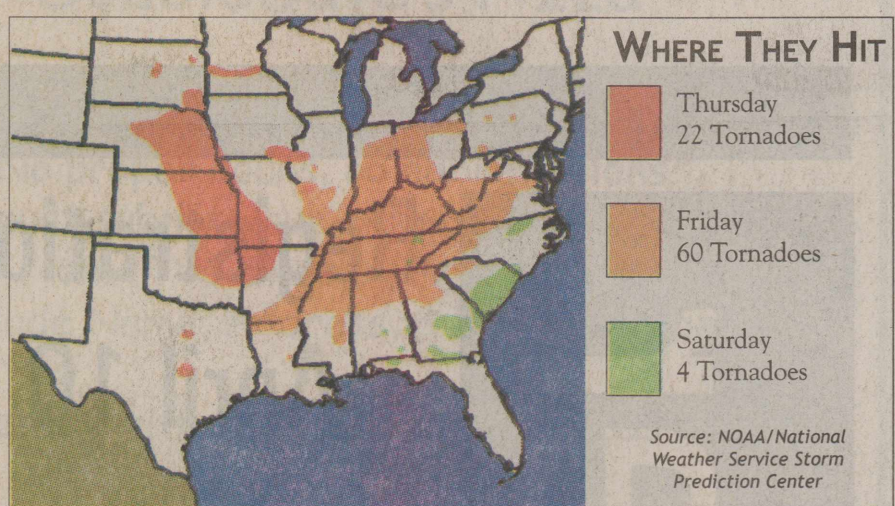 WHERE THEY HIT
Thursday
22 Tornadoes
Friday
60 Tornadoes
Saturday
4 Tornadoes
Source: NOAA/National
Weather Service Storm
Prediction Center